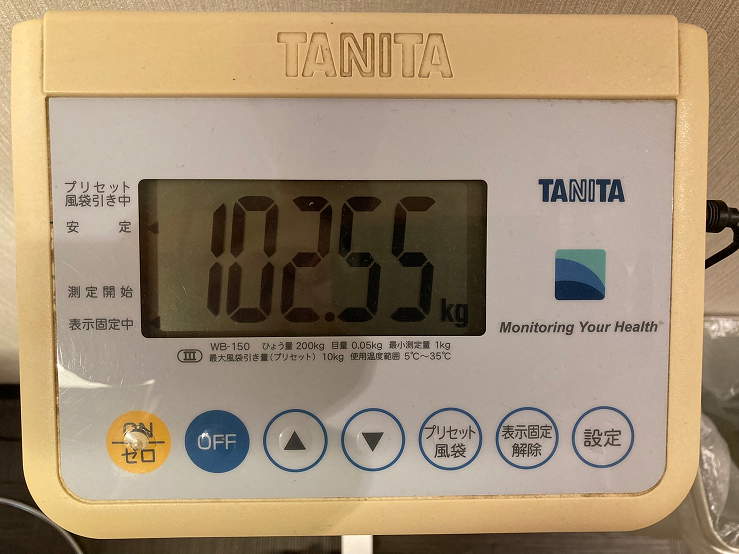 TANITA
TANITA
プリセット
風袋引き中
安定
測定開始
表示固定中
102.55 kg
Monitoring Your Health
WB-150 ひょう量 200kg 目量 0.05kg 最小測定量 1kg
III 最大風袋引き量(プリセット) 10kg 使用温度範囲 5℃~35℃
ON
ゼロ
OFF
▲
▼
プリセット
風袋
表示固定
解除
設定